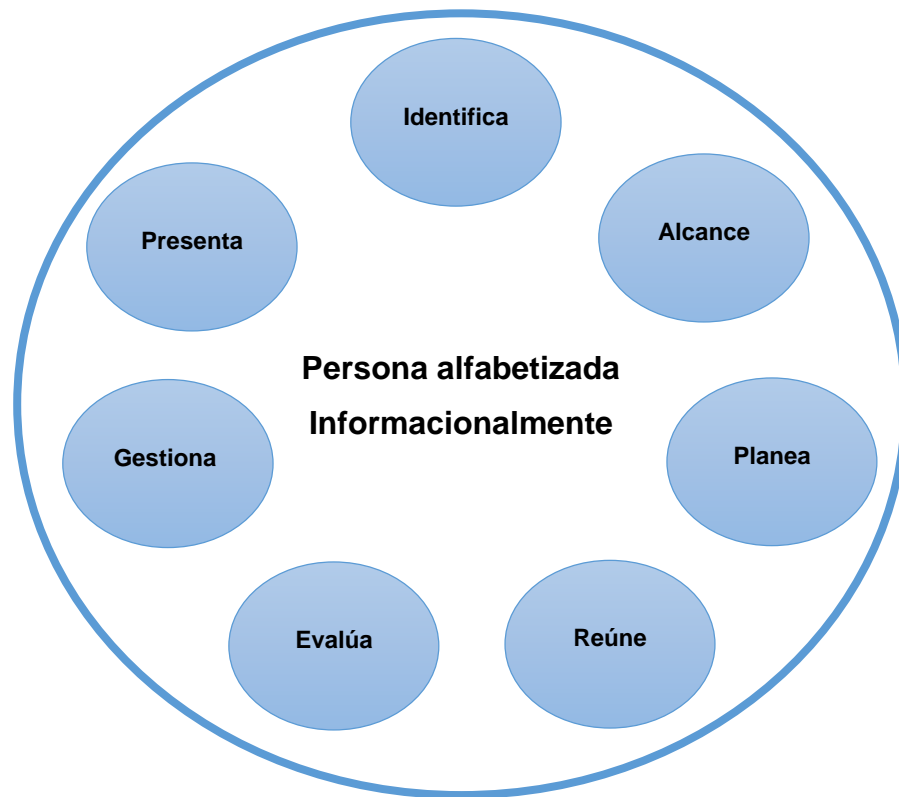 Identifica
Presenta
Alcance
Persona alfabetizada
Informacionalmente
Gestiona
Planea
Evalúa
Reúne